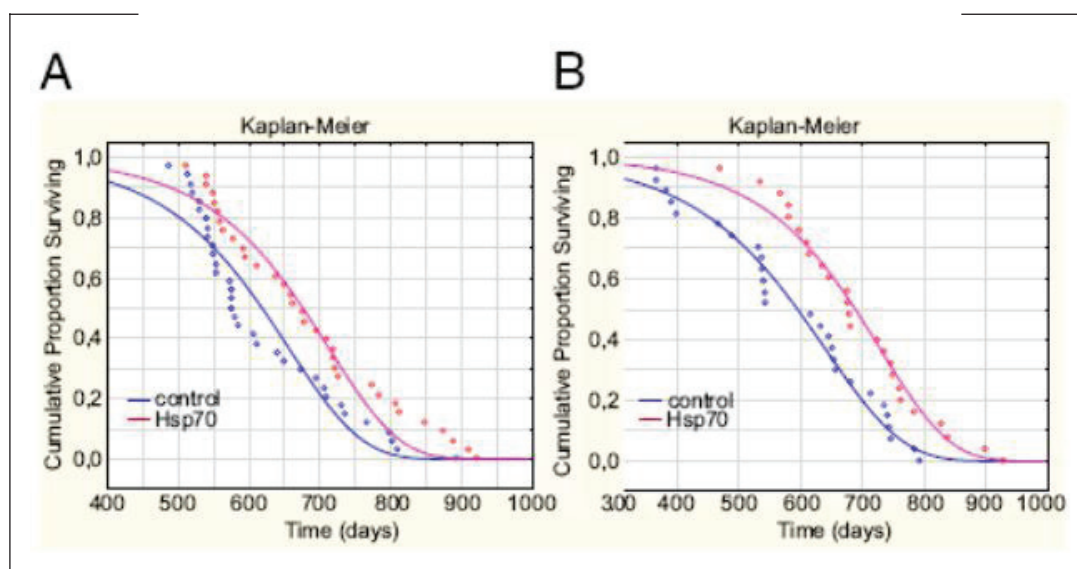 A
Kaplan-Meier
Cumulative Proportion Surviving
1,0
0,8
0,6
0,4
0,2
0,0
control
Hsp70
400 500 600 700 800 900 1000
Time (days)
B
Kaplan-Meier
Cumulative Proportion Surviving
1,0
0,8
0,6
0,4
0,2
0,0
control
Hsp70
300 400 500 600 700 800 900 1000
Time (days)